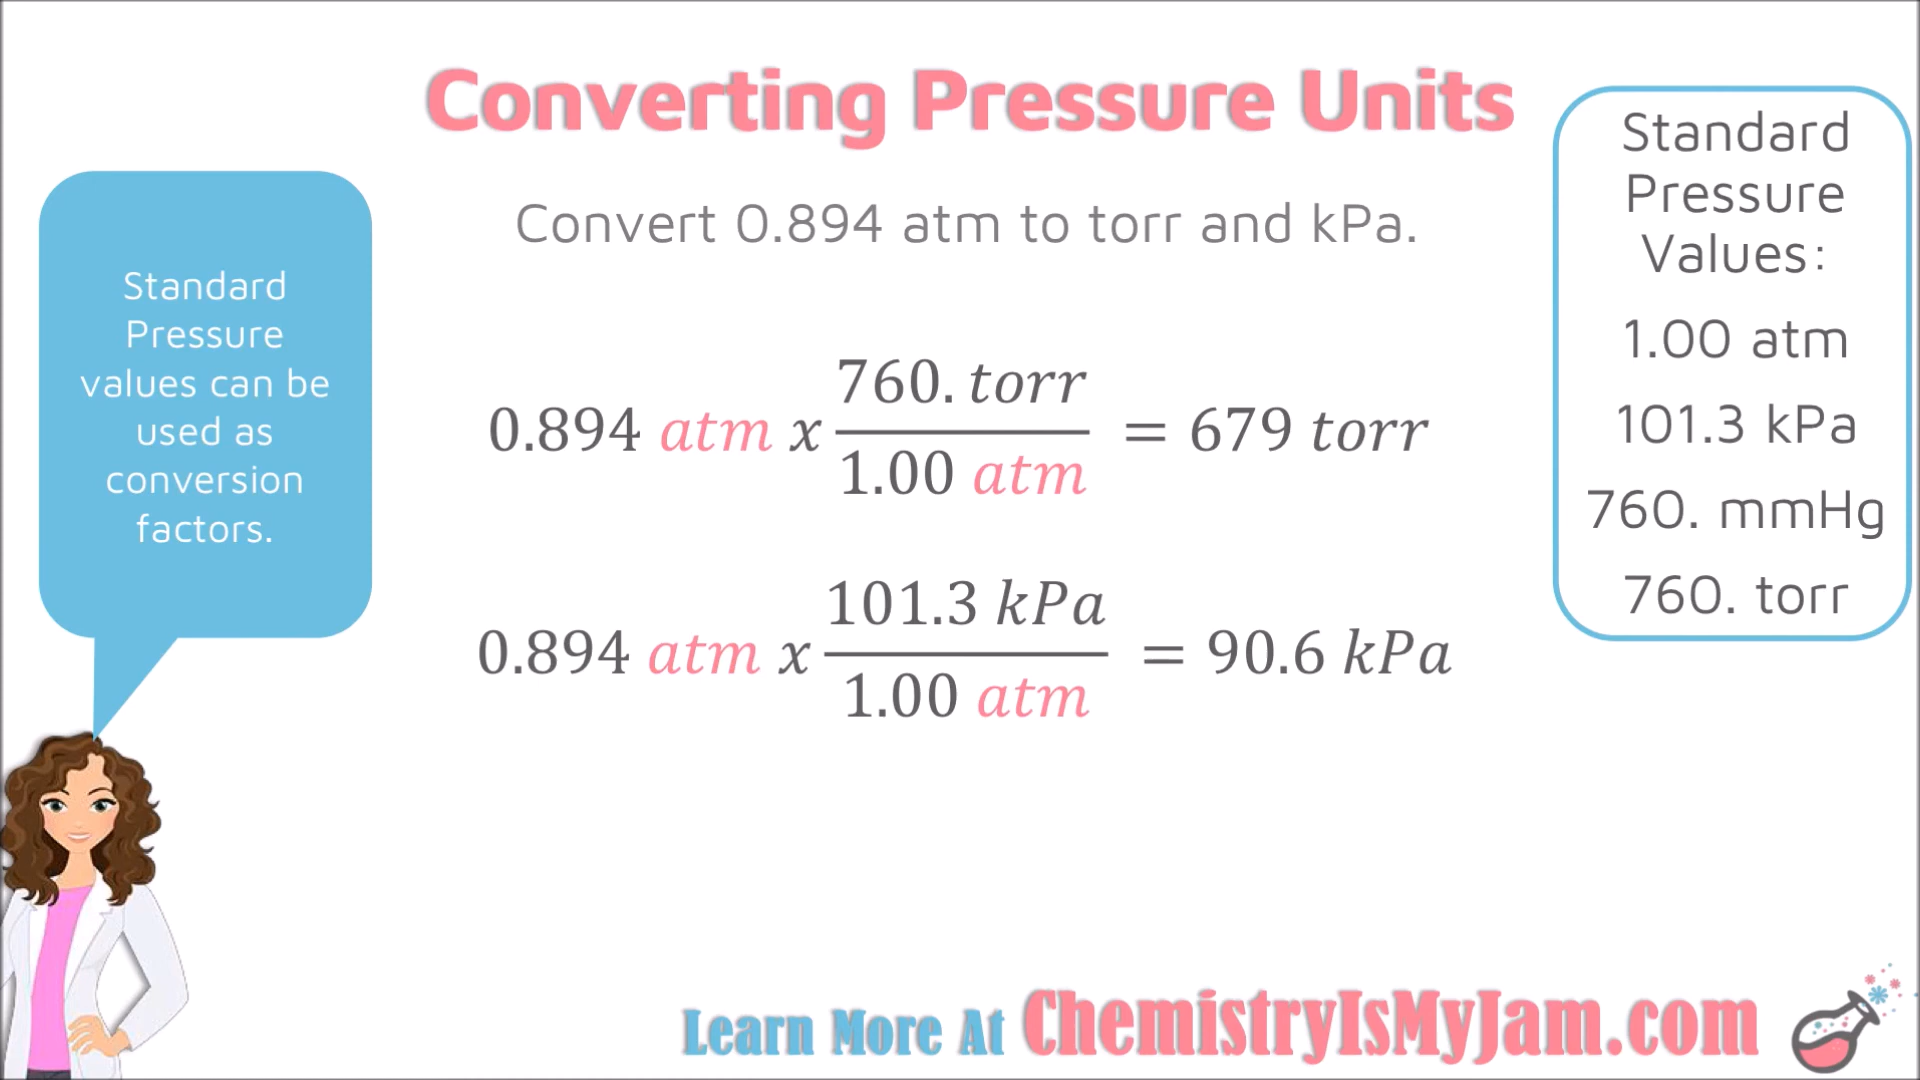 Converting Pressure Units
Convert 0.894 atm to torr and kPa.
Standard
Pressure
values can be
used as
conversion
factors.
0.894 atm x 760. torr / 1.00 atm = 679 torr
0.894 atm x 101.3 kPa / 1.00 atm = 90.6 kPa
Standard
Pressure
Values:
1.00 atm
101.3 kPa
760. mmHg
760. torr
Learn More At ChemistryIsMyJam.com